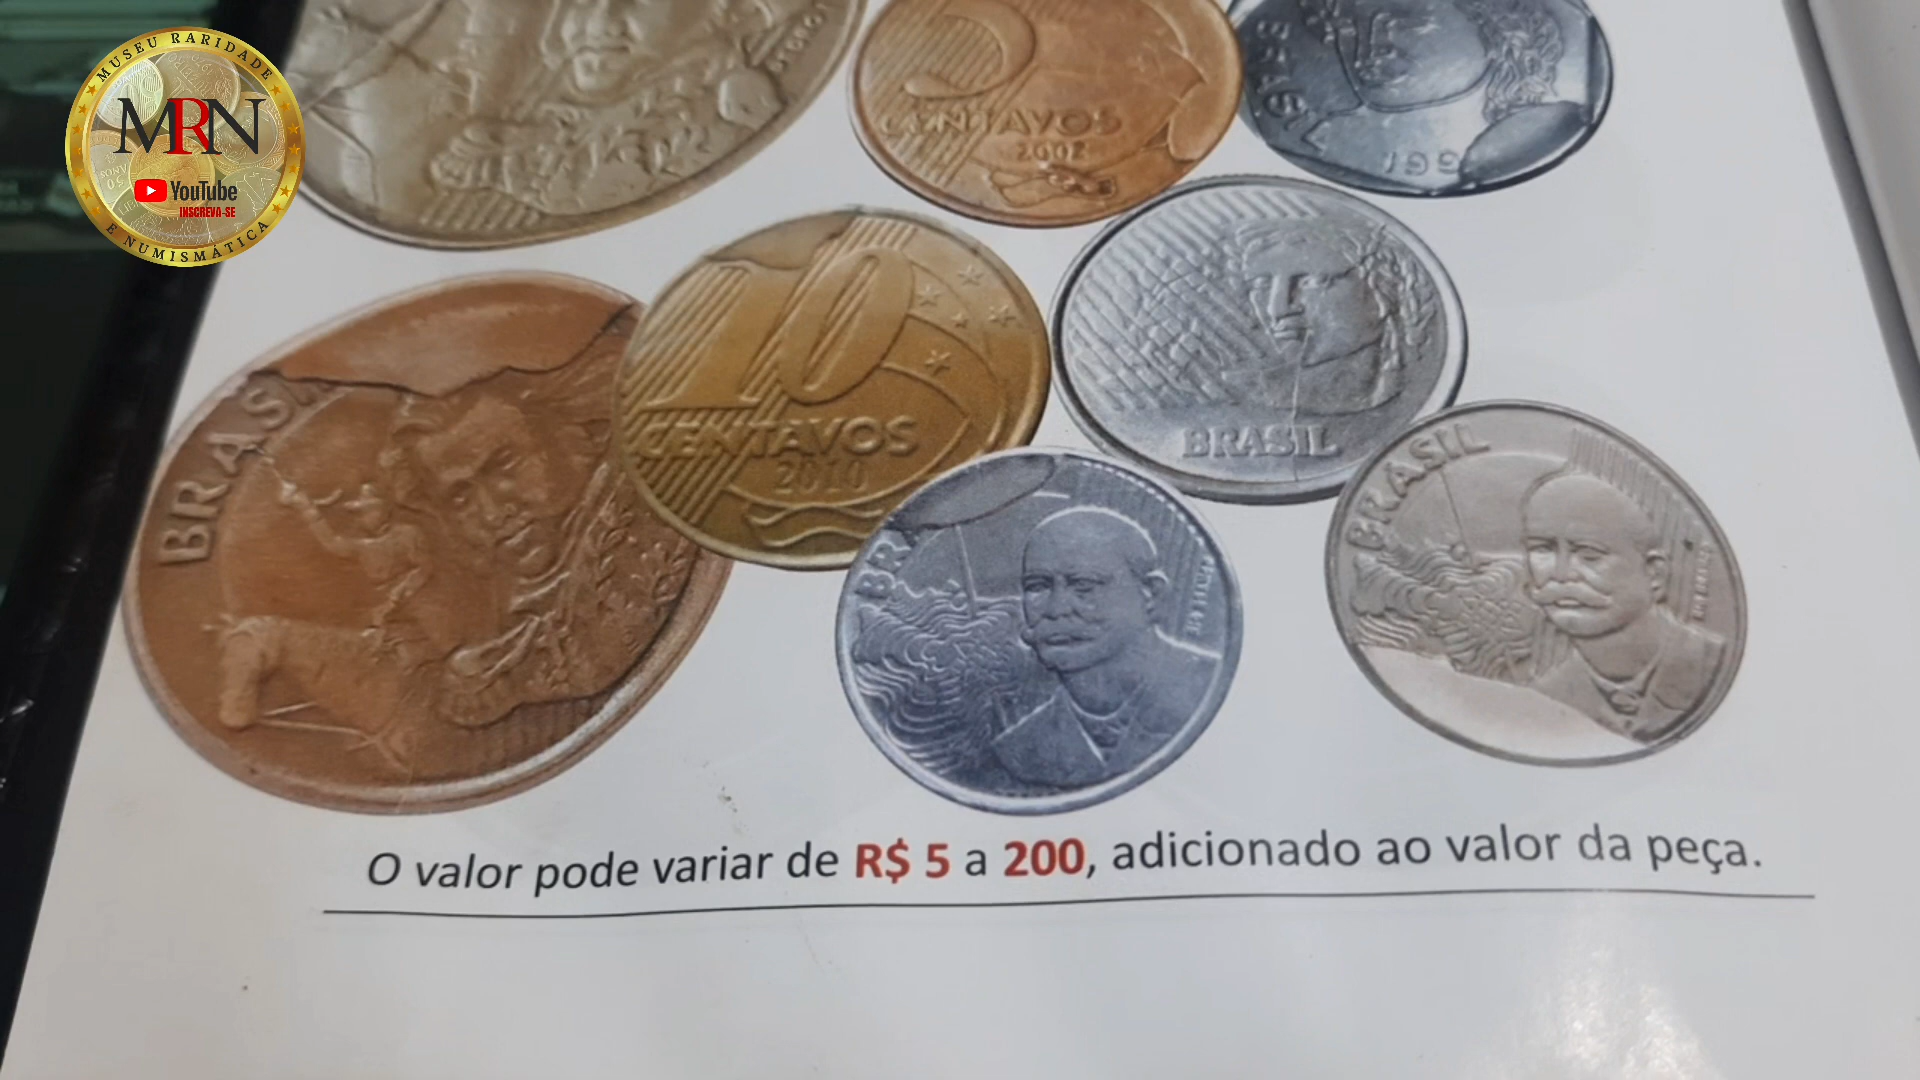 MUSEU RARIDADE
MRN
YouTube
INSCREVA-SE
E NUMISMÁTICA
CENTAVOS
2002
10
CENTAVOS
2010
BRASIL
BRASIL
BRASIL
BR
O valor pode variar de R$ 5 a 200, adicionado ao valor da peça.